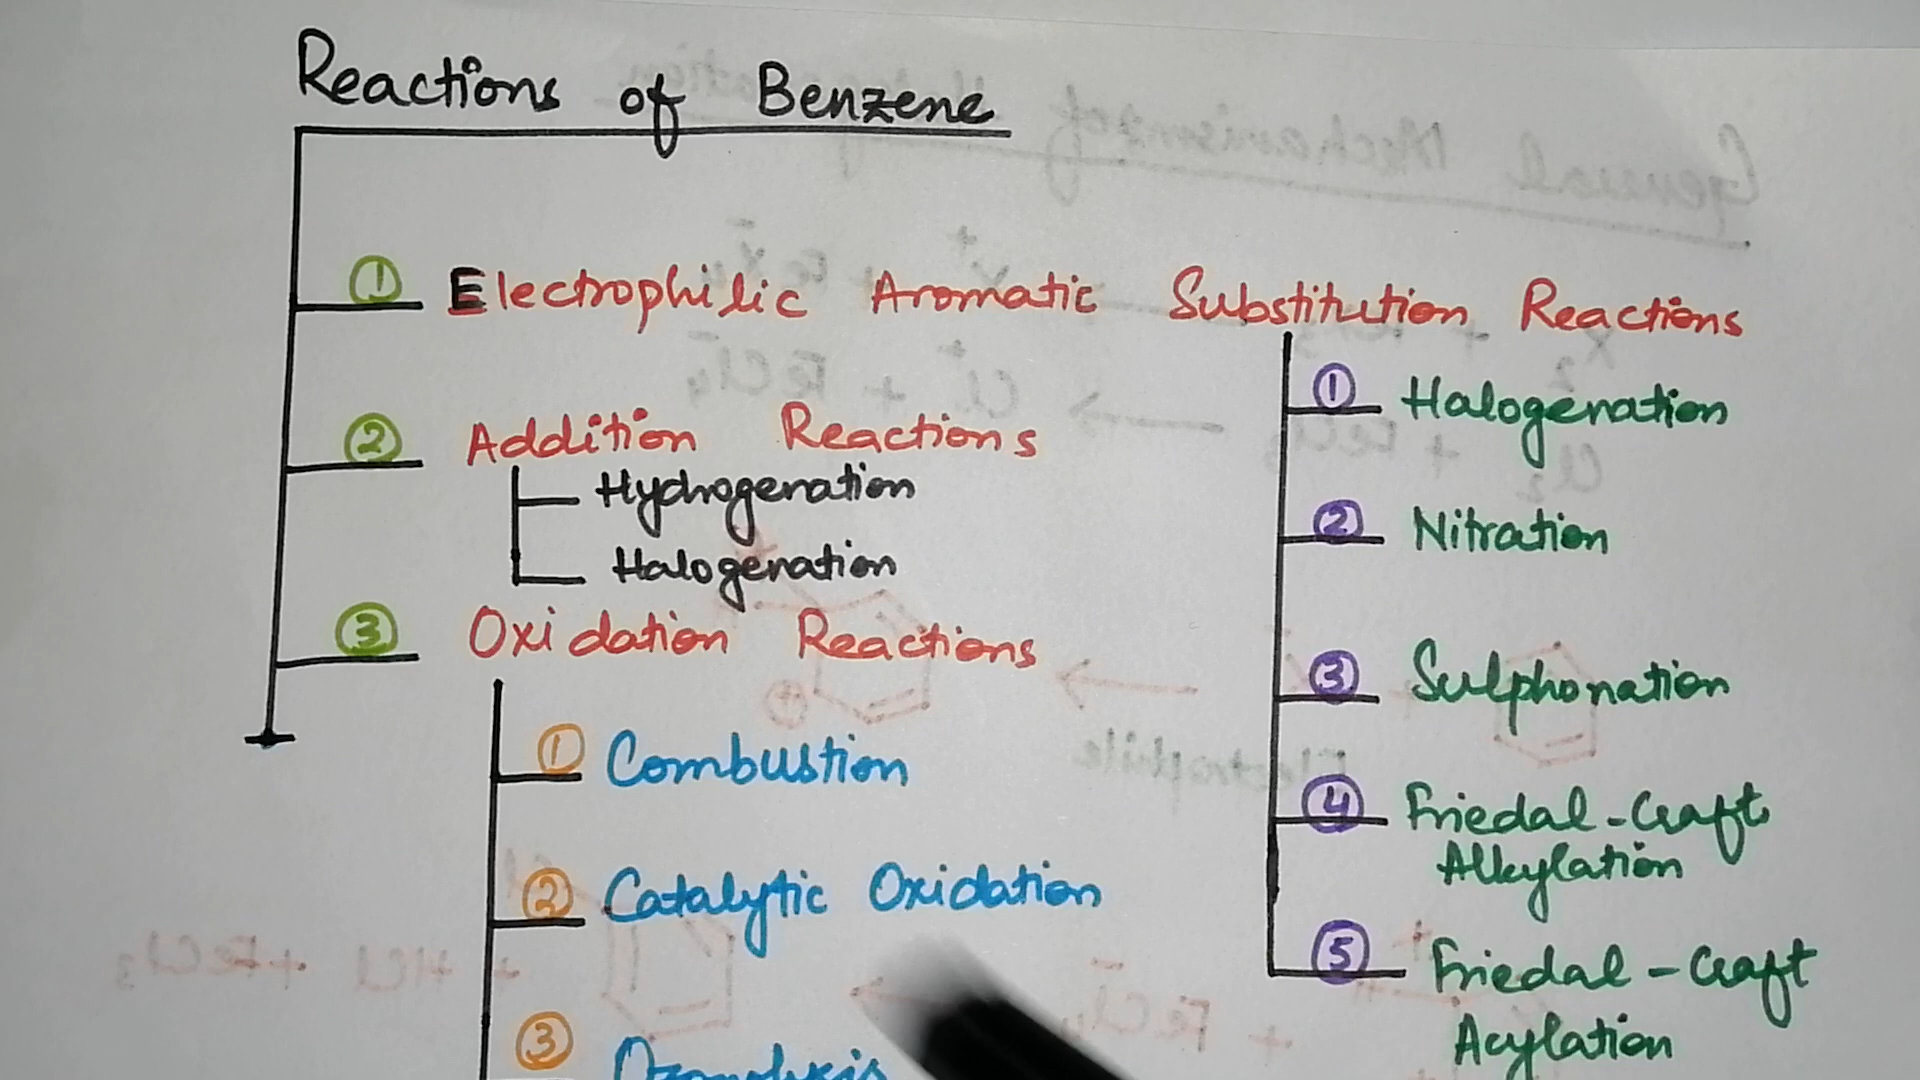 Reactions of Benzene
① Electrophilic Aromatic Substitution Reactions
① Halogenation
② Nitration
③ Sulphonation
④ Friedal-Craft
Alkylation
⑤ Friedal-Craft
Acylation
② Addition Reactions
Hydrogenation
Halogenation
③ Oxidation Reactions
① Combustion
② Catalytic Oxidation
③ Ozonolysis